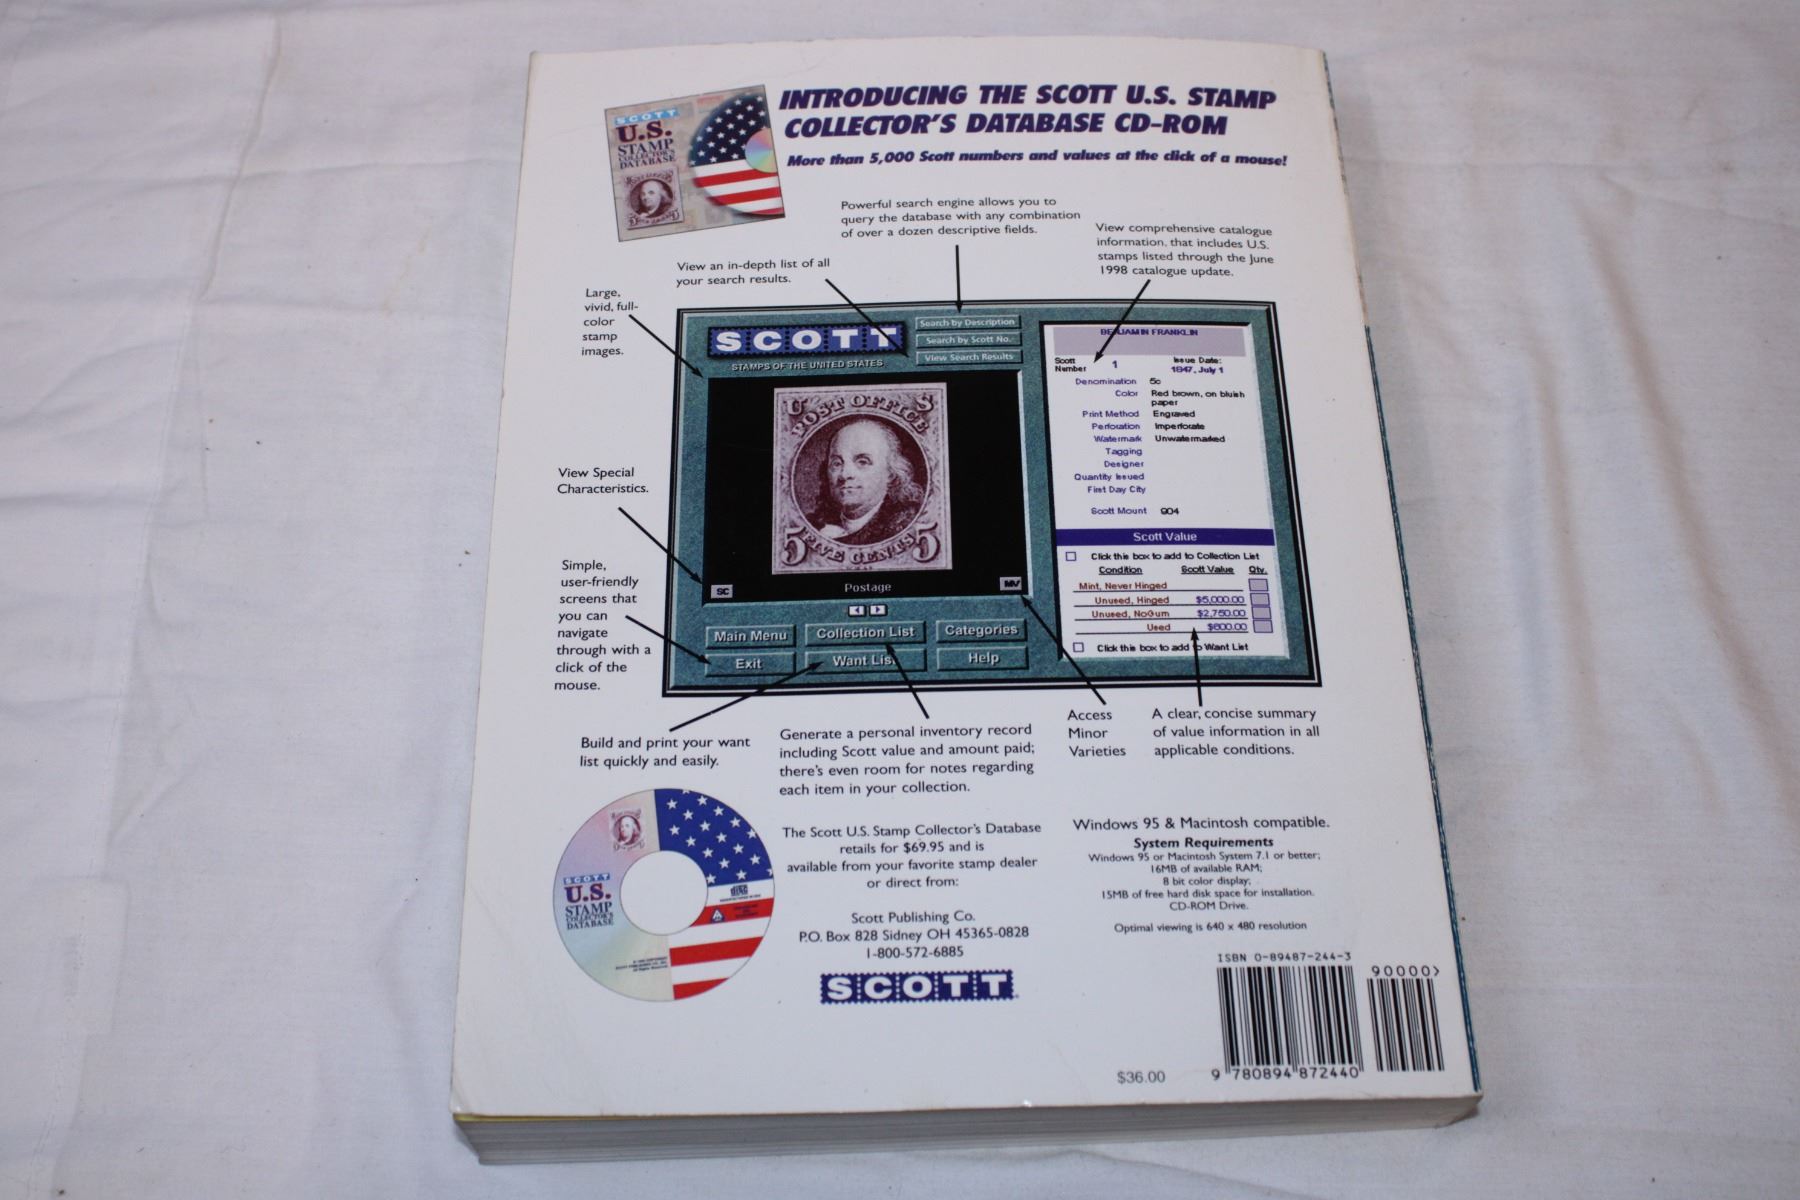 INTRODUCING THE SCOTT U.S. STAMP
COLLECTOR'S DATABASE CD-ROM
More than 5,000 Scott numbers and values at the click of a mouse!
SCOTT
U.S.
STAMP
COLLECTOR'S
DATABASE
Powerful search engine allows you to
query the database with any combination
of over a dozen descriptive fields.
View comprehensive catalogue
information, that includes U.S.
stamps listed through the June
1998 catalogue update.
View an in-depth list of all
your search results.
Large,
vivid, full-
color
stamp
images.
SCOTT
STAMPS OF THE UNITED STATES
Search by Description
Search by Scott No.
View Search Results
BENJAMIN FRANKLIN
Scott
Number 1
Issue Date:
1847, July 1
Denomination 5c
Color Red brown, on bluish
paper
Print Method Engraved
Perforation Imperforate
Watermark Unwatermarked
Tagging
Designer
Quantity Issued
First Day City
Scott Mount 904
Scott Value
Click this box to add to Collection List
Condition Scott Value Qty.
Mint, Never Hinged
Unused, Hinged $5,000.00
Unused, NoGum $2,750.00
Used $600.00
Click this box to add to Want List
U S
POST OFFICE
5 FIVE CENTS 5
SC
Postage
MV
Main Menu
Collection List
Categories
Exit
Want List
Help
View Special
Characteristics.
Simple,
user-friendly
screens that
you can
navigate
through with a
click of the
mouse.
Build and print your want
list quickly and easily.
Generate a personal inventory record
including Scott value and amount paid;
there's even room for notes regarding
each item in your collection.
Access
Minor
Varieties
A clear, concise summary
of value information in all
applicable conditions.
SCOTT
U.S.
STAMP
COLLECTOR'S
DATABASE
disc
The Scott U.S. Stamp Collector's Database
retails for $69.95 and is
available from your favorite stamp dealer
or direct from:
Scott Publishing Co.
P.O. Box 828 Sidney OH 45365-0828
1-800-572-6885
SCOTT
Windows 95 & Macintosh compatible.
System Requirements
Windows 95 or Macintosh System 7.1 or better;
16MB of available RAM;
8 bit color display;
15MB of free hard disk space for installation.
CD-ROM Drive.
Optimal viewing is 640 x 480 resolution
ISBN 0-89487-244-3
90000>
$36.00
9 780894 872440